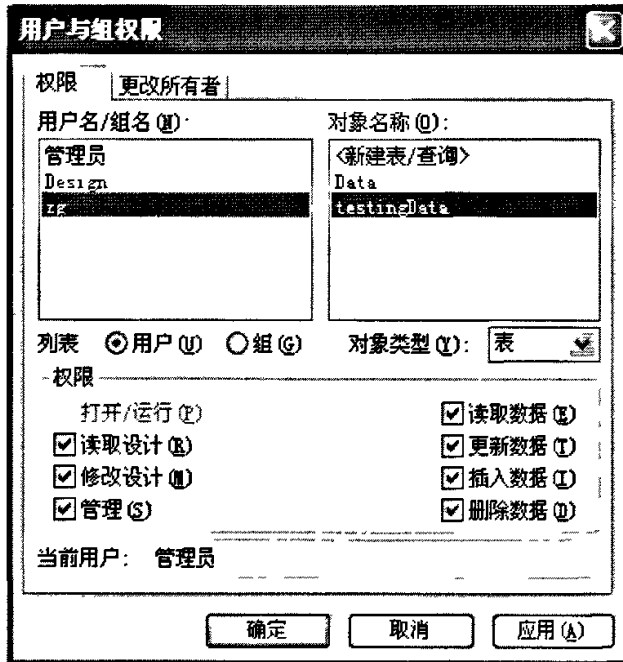 用户与组权限
权限 更改所有者
用户名/组名(N): 对象名称(O):
管理员 <新建表/查询>
Design Data
zg testingData
列表 用户(U) 组(G) 对象类型(Y): 表
权限
打开/运行(P) 读取数据(E)
读取设计(R) 更新数据(T)
修改设计(M) 插入数据(I)
管理(S) 删除数据(D)
当前用户: 管理员
确定 取消 应用(A)